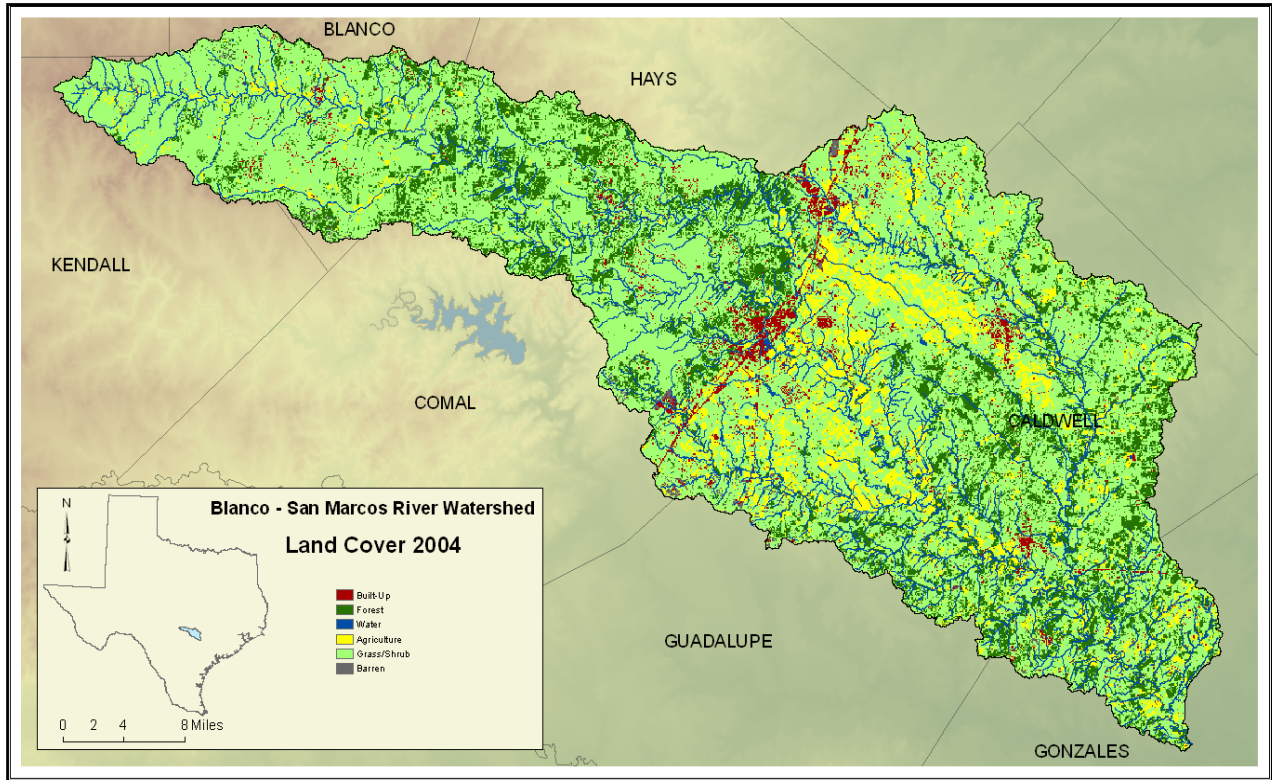 BLANCO
HAYS
KENDALL
COMAL
CALDWELL
GUADALUPE
GONZALES
N
Blanco - San Marcos River Watershed
Land Cover 2004
Built-Up
Forest
Water
Agriculture
Grass/Shrub
Barren
0 2 4 8 Miles